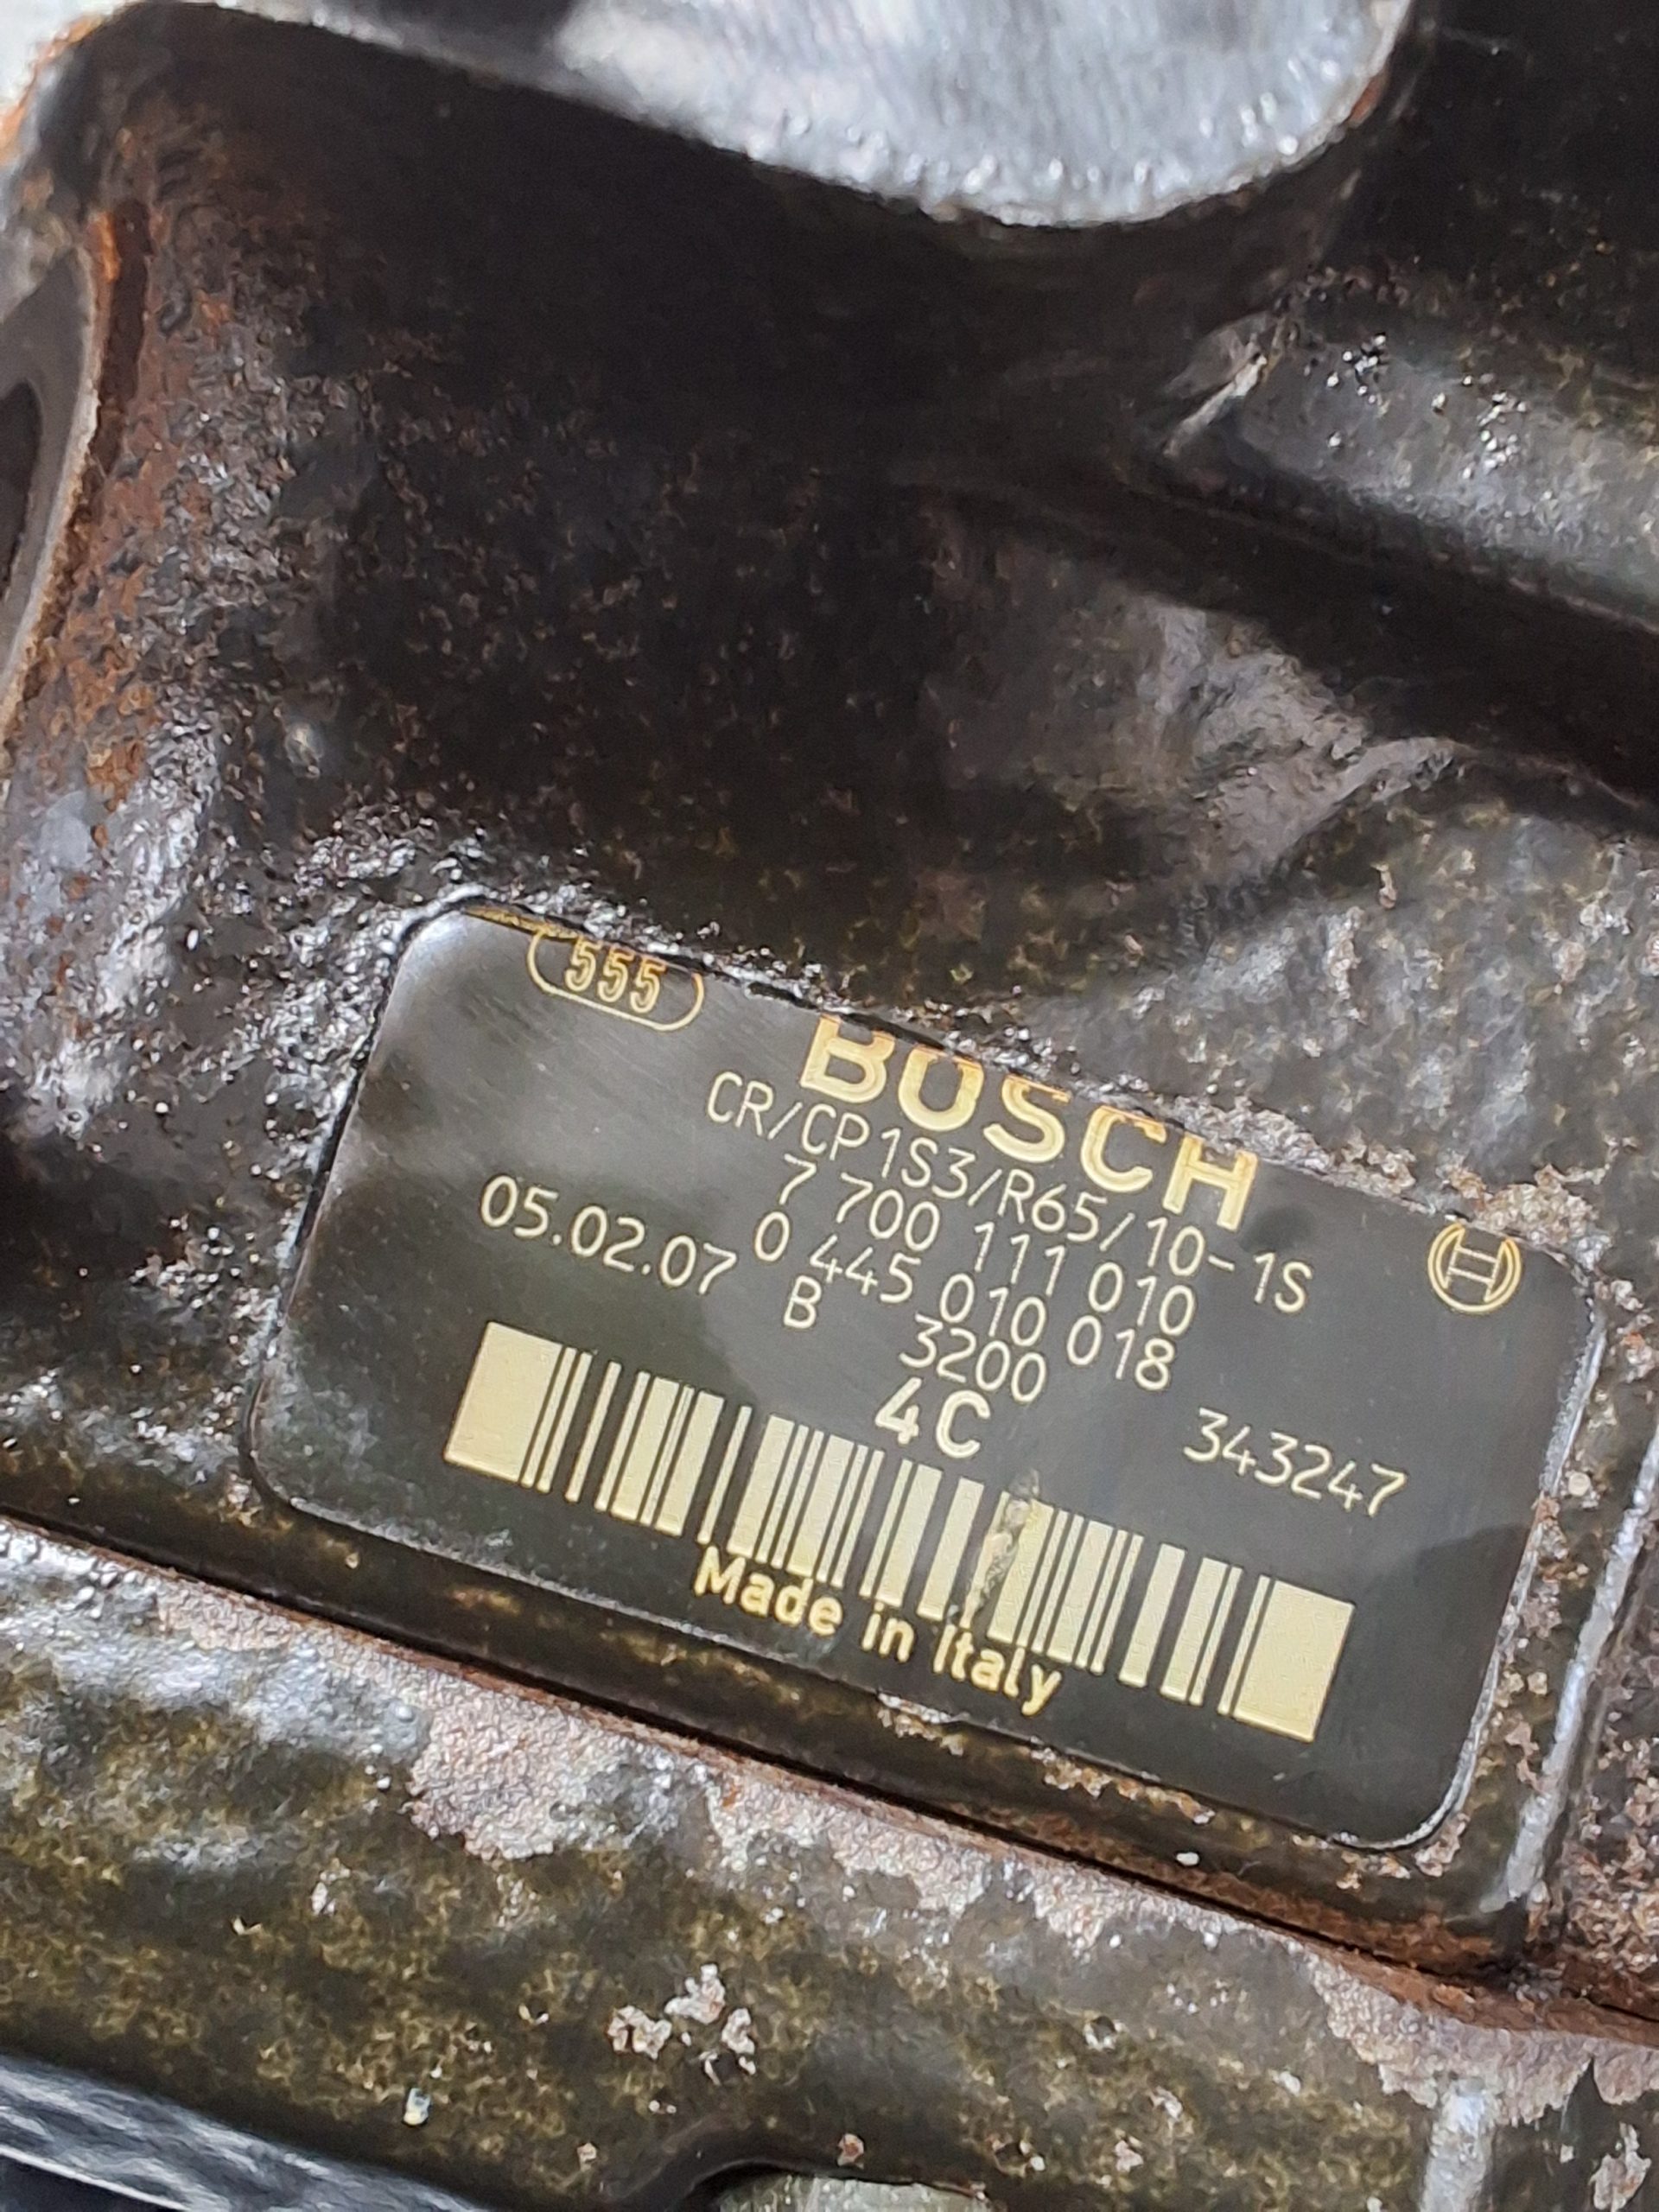 555
BOSCH
CR/CP1S3/R65/10-1S
7 700 111 010
0 445 010 018
05.02.07 B 3200
4C 343247
Made in Italy